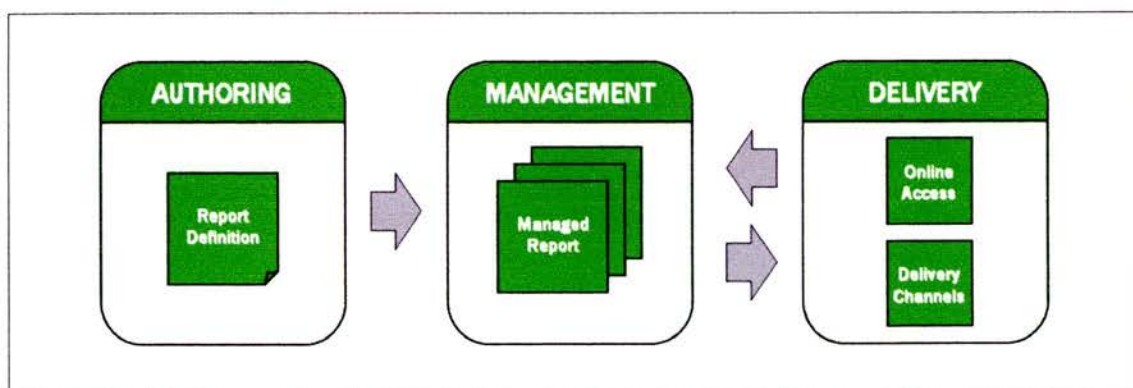 AUTHORING
MANAGEMENT
DELIVERY
Report
Definition
Managed
Report
Online
Access
Delivery
Channels